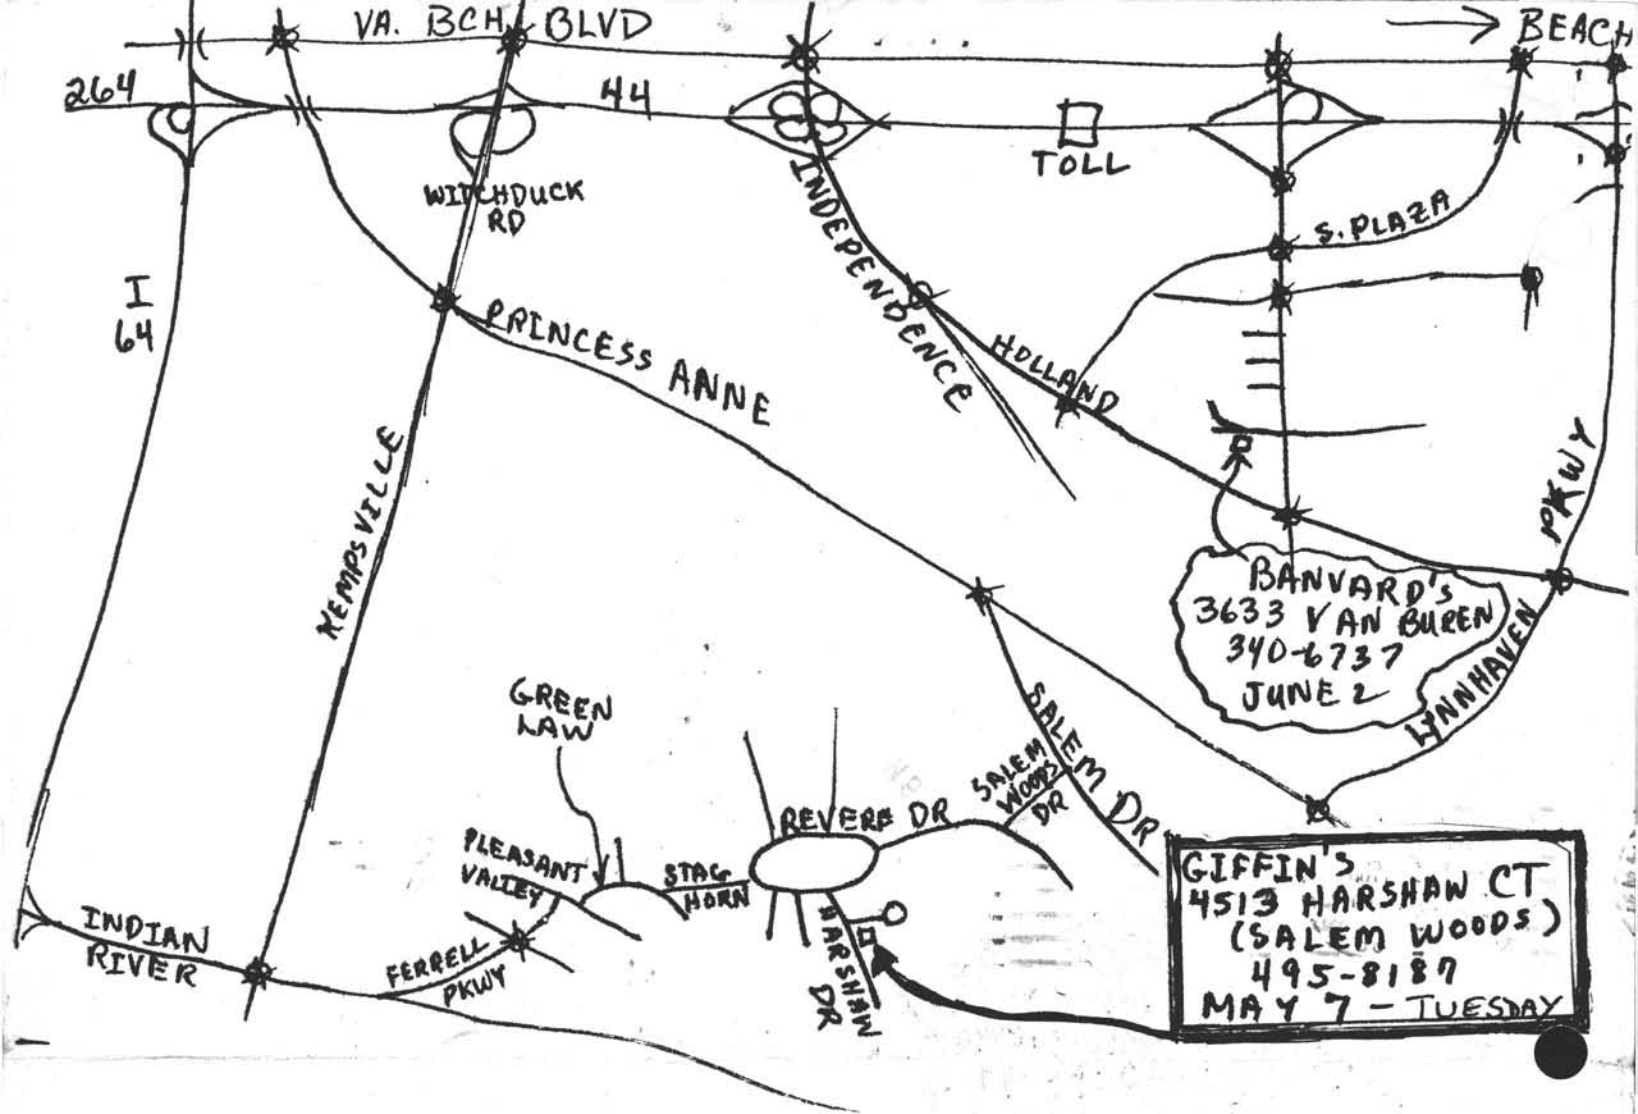 VA. BCH BLVD
BEACH
264
44
TOLL
WITCHDUCK
RD
INDEPENDENCE
S. PLAZA
I
64
PRINCESS ANNE
HOLLAND
PKWY
KEMPSVILLE
BANVARD'S
3633 VAN BUREN
340-6737
JUNE 2
LYNNHAVEN
GREEN
LAW
SALEM DR
SALEM
WOODS
DR
REVERE DR
PLEASANT
VALLEY
STAG
HORN
HARSHAW
DR
INDIAN
RIVER
FERRELL
PKWY
GIFFIN'S
4513 HARSHAW CT
(SALEM WOODS)
495-8187
MAY 7 - TUESDAY